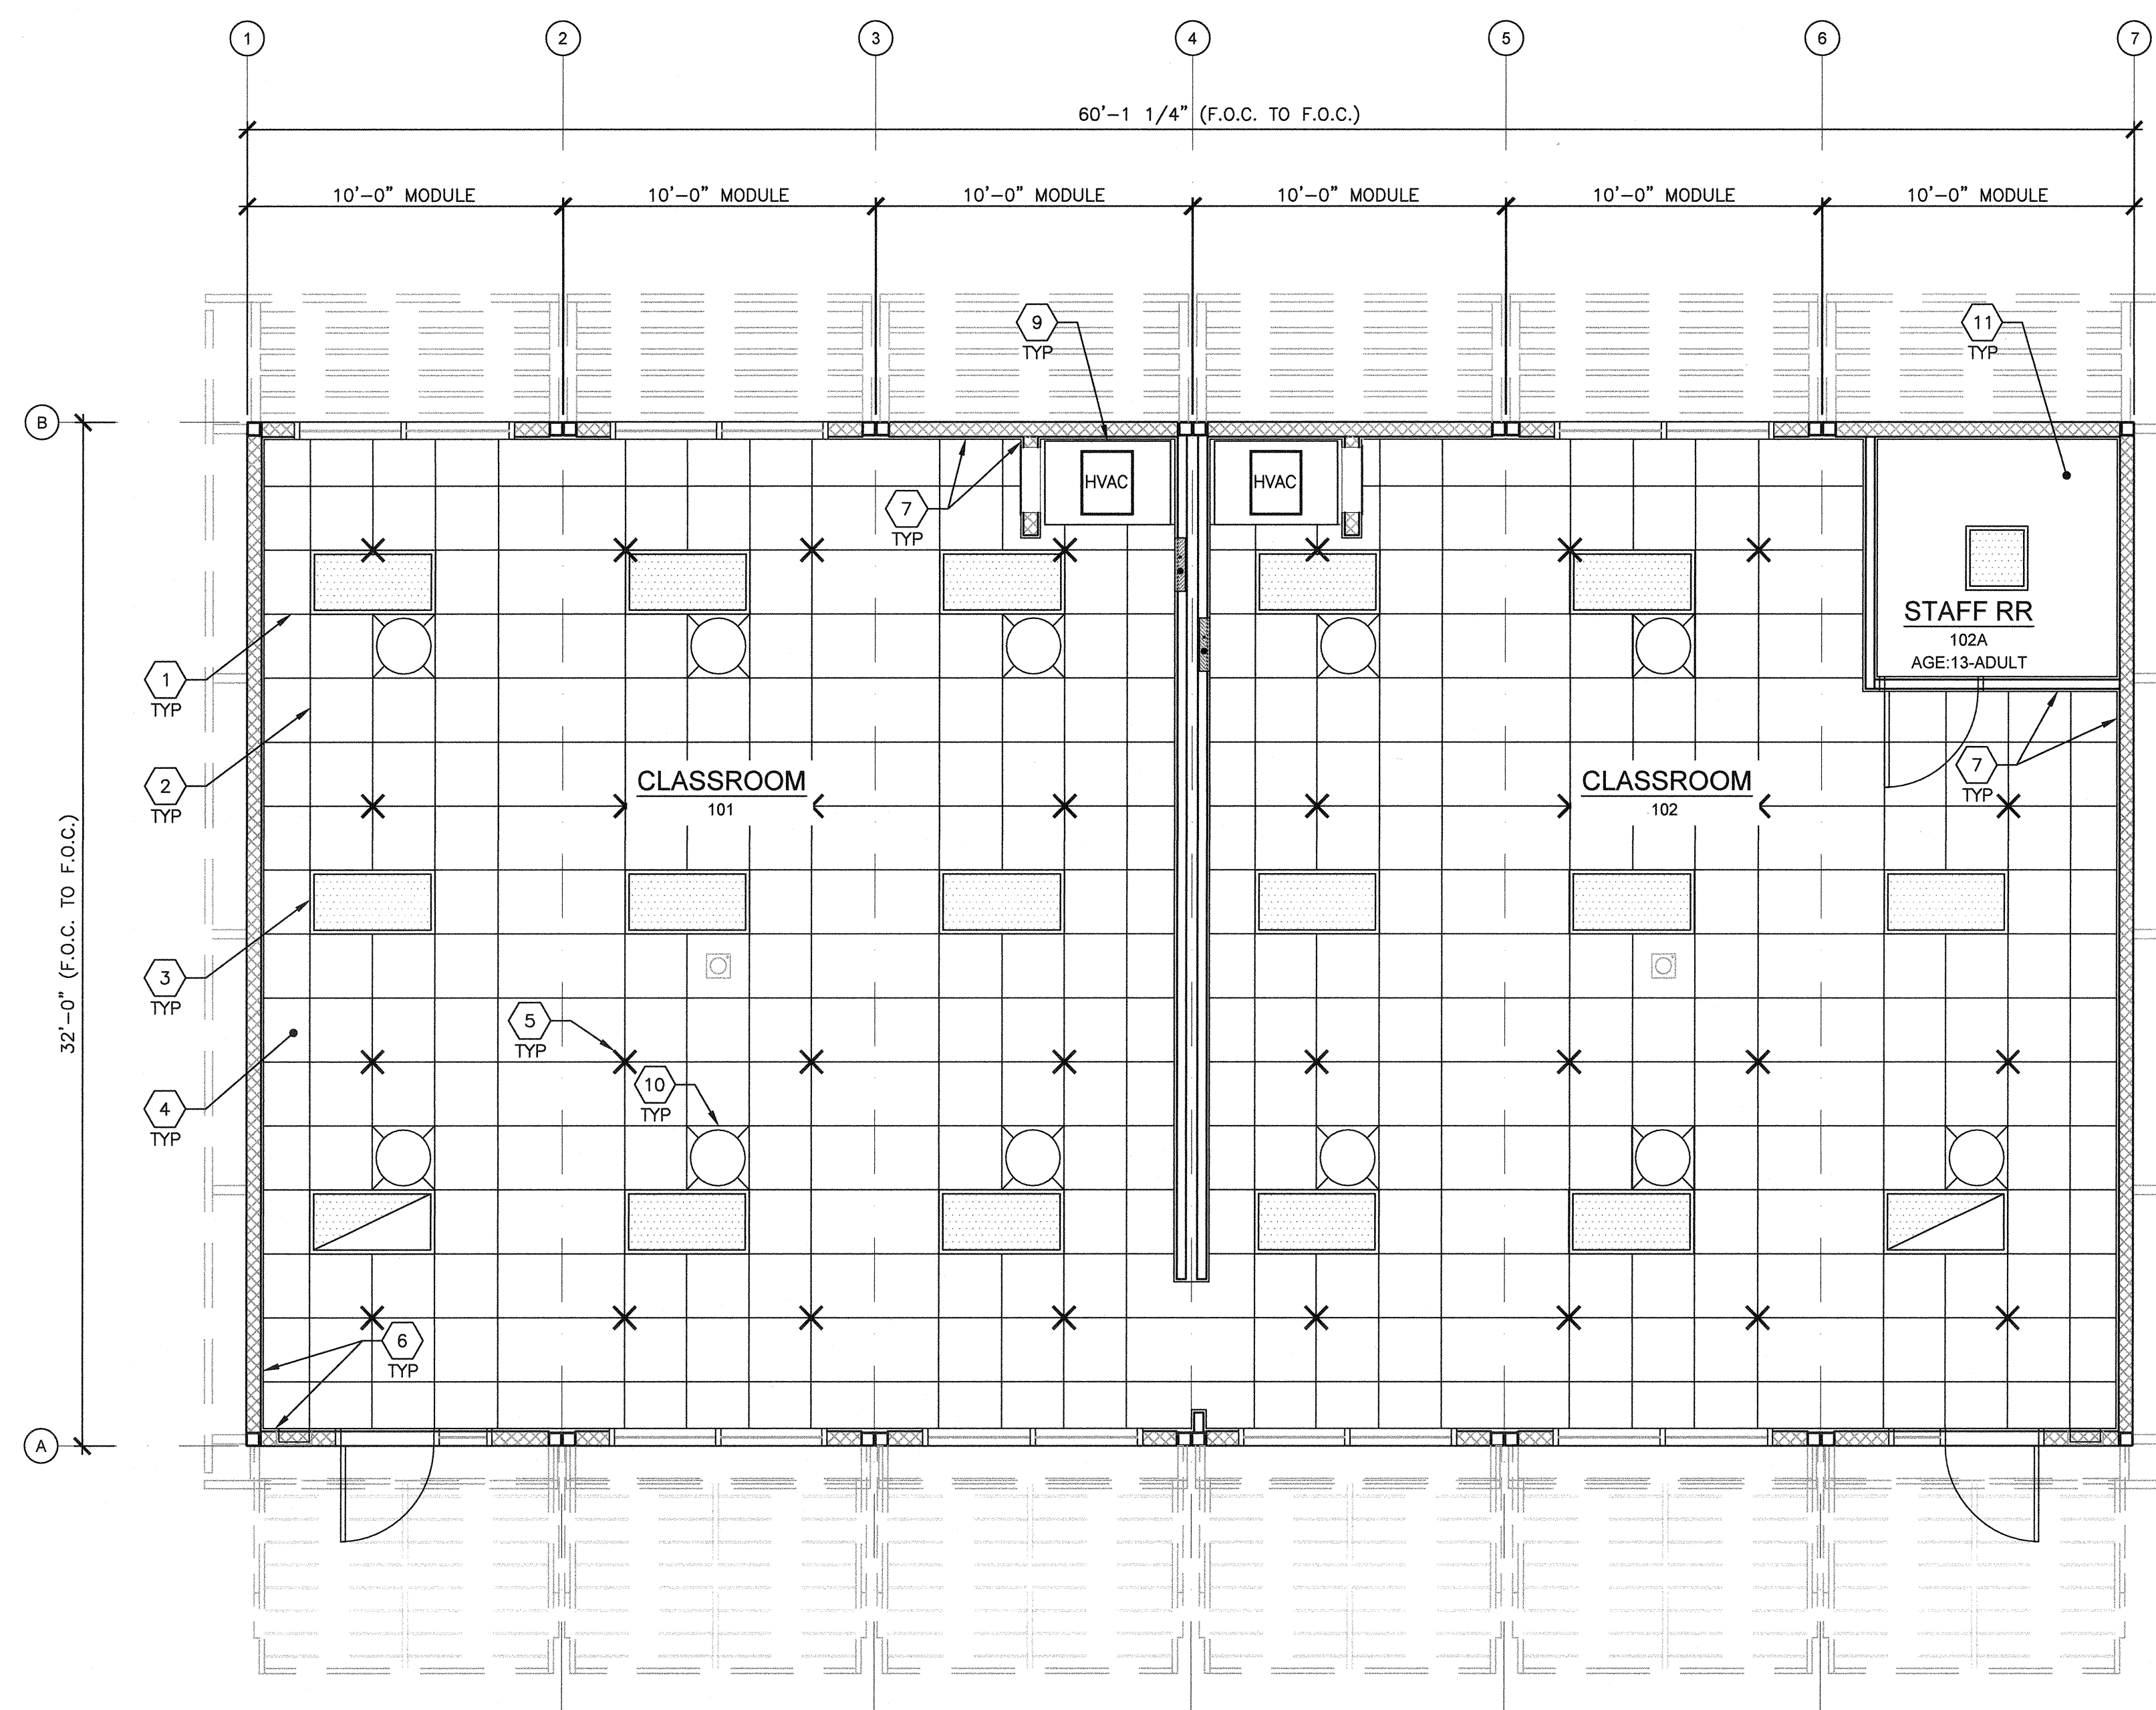 1 2 3 4 5 6 7
60'-1 1/4" (F.O.C. TO F.O.C.)
10'-0" MODULE 10'-0" MODULE 10'-0" MODULE 10'-0" MODULE 10'-0" MODULE 10'-0" MODULE
9
TYP
11
TYP
B
HVAC HVAC
7
TYP
STAFF RR
102A
AGE:13-ADULT
1
TYP
2
TYP
CLASSROOM
101
CLASSROOM
102
7
TYP
32'-0" (F.O.C. TO F.O.C.)
3
TYP
5
TYP
10
TYP
4
TYP
6
TYP
A